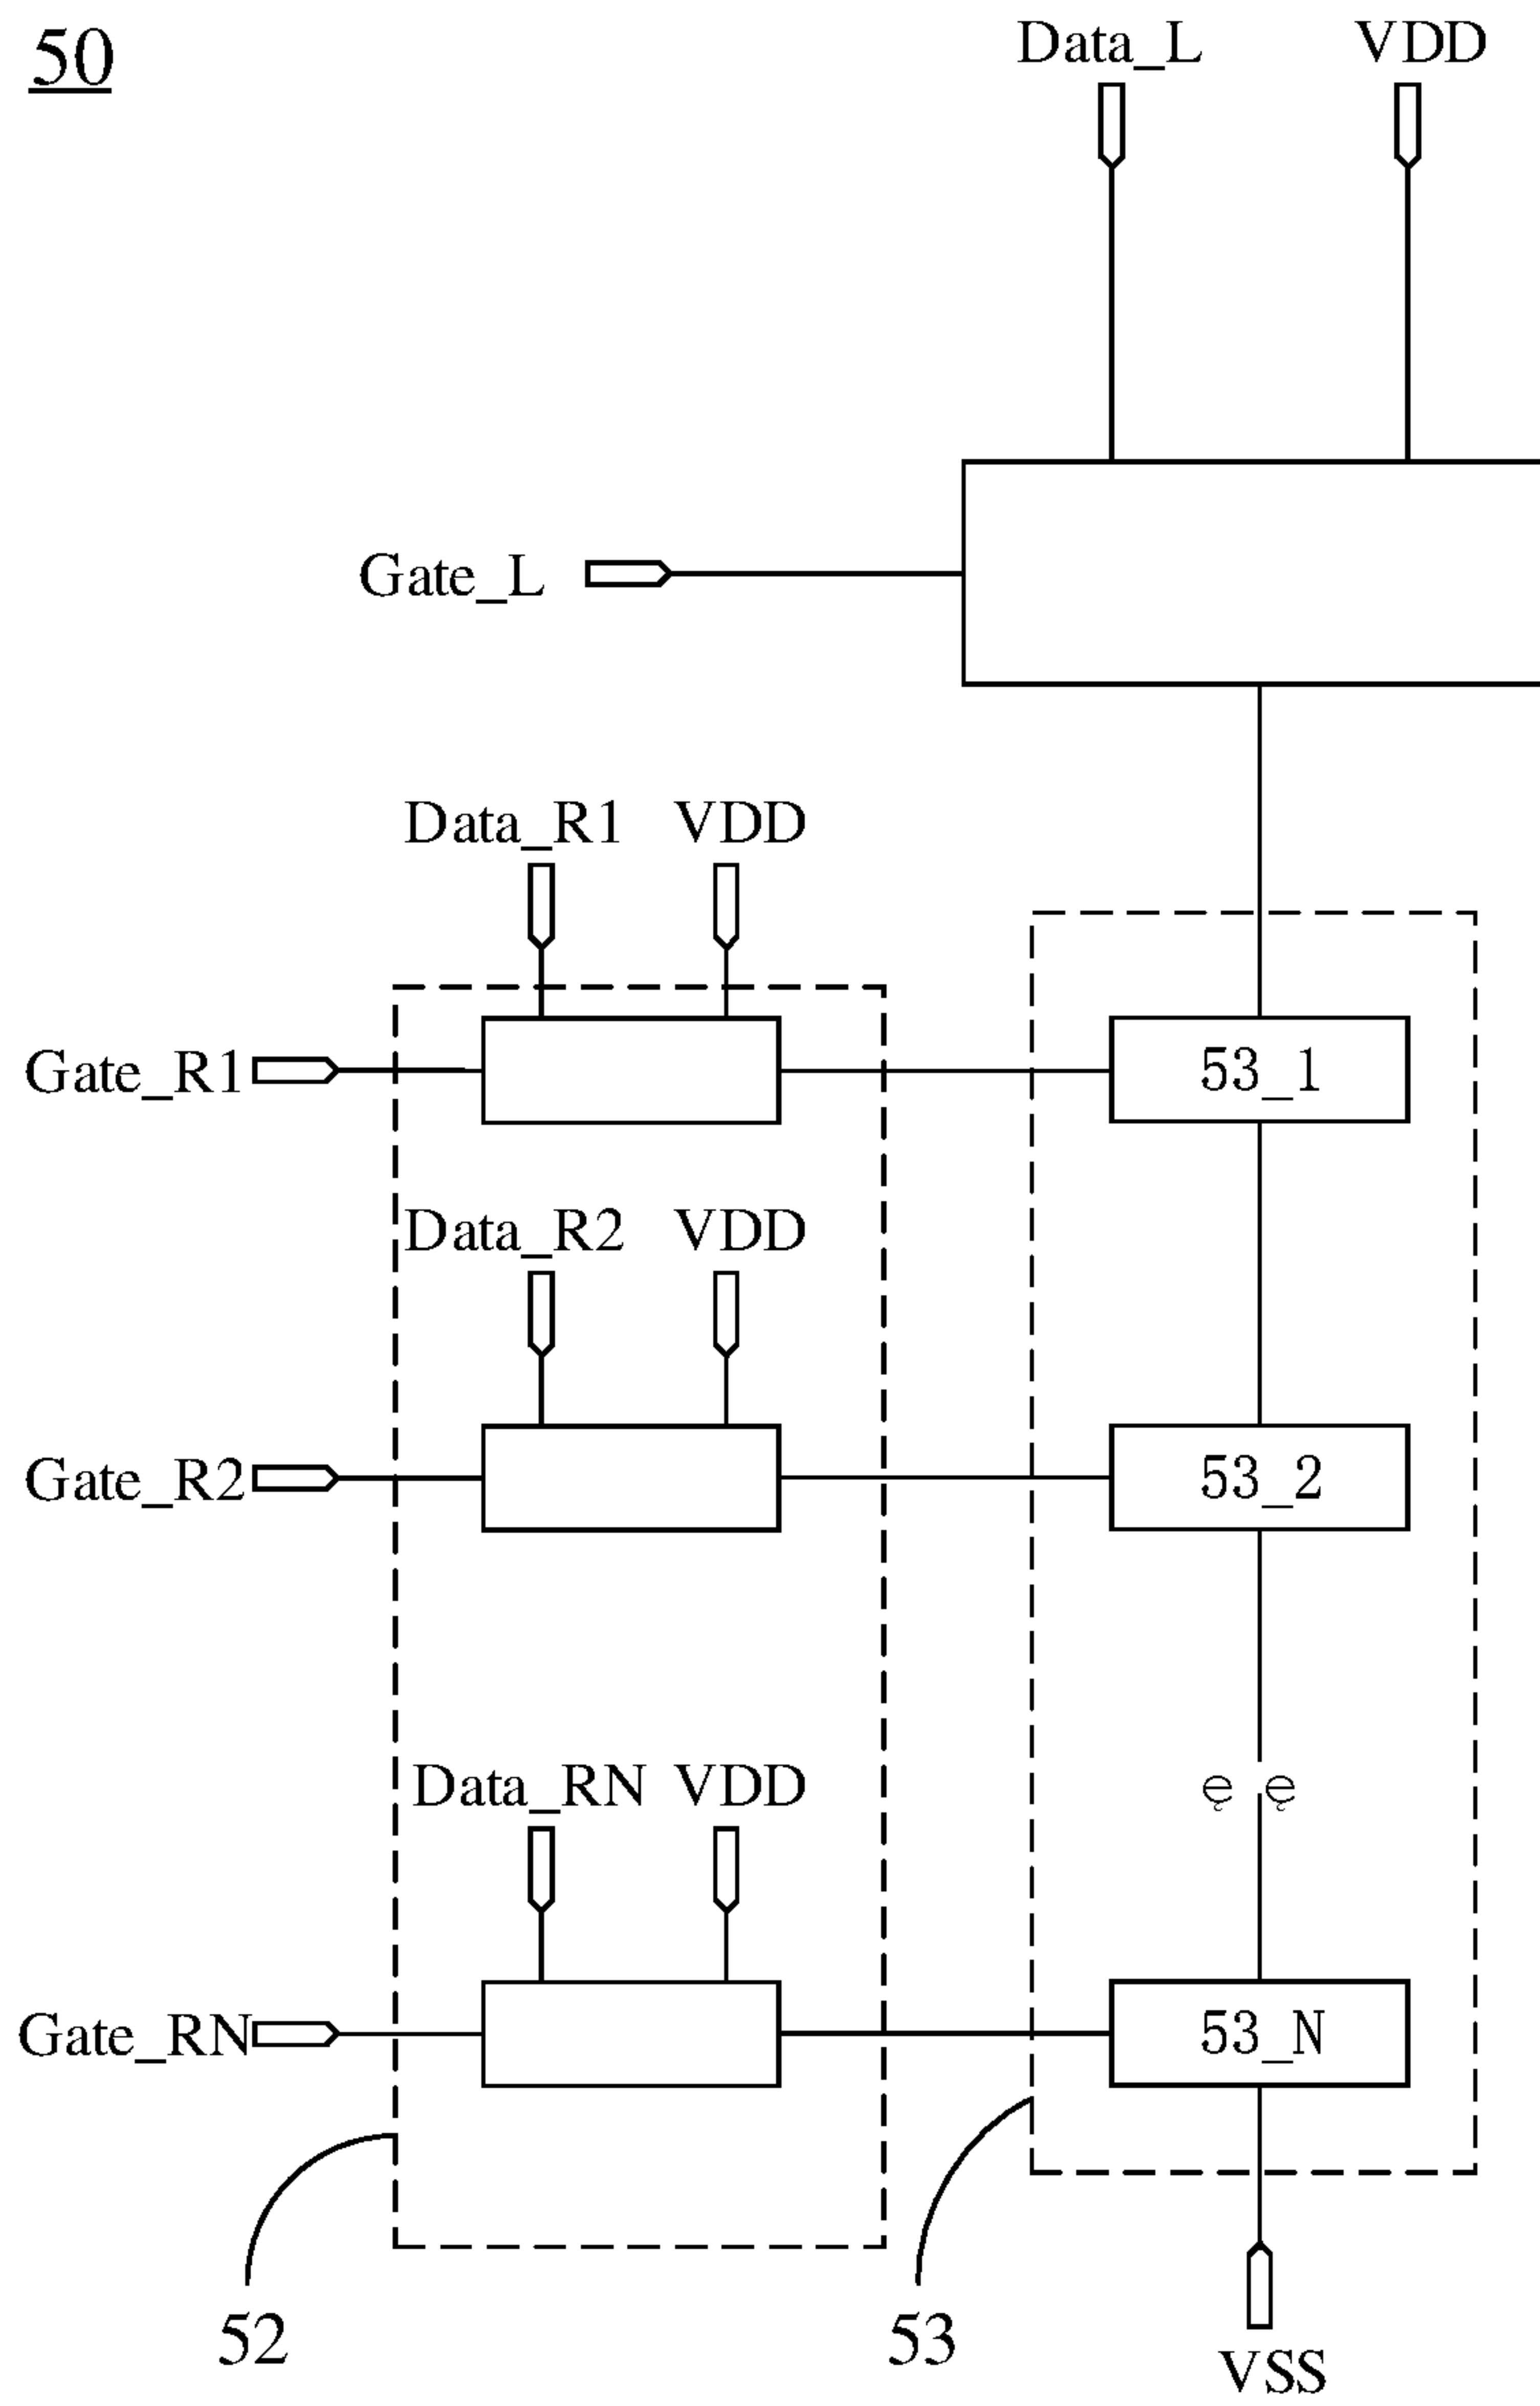 50
Data_L VDD
Gate_L
Data_R1 VDD
Gate_R1
53_1
Data_R2 VDD
Gate_R2
53_2
Data_RN VDD
ę ę
Gate_RN
53_N
52
53
VSS